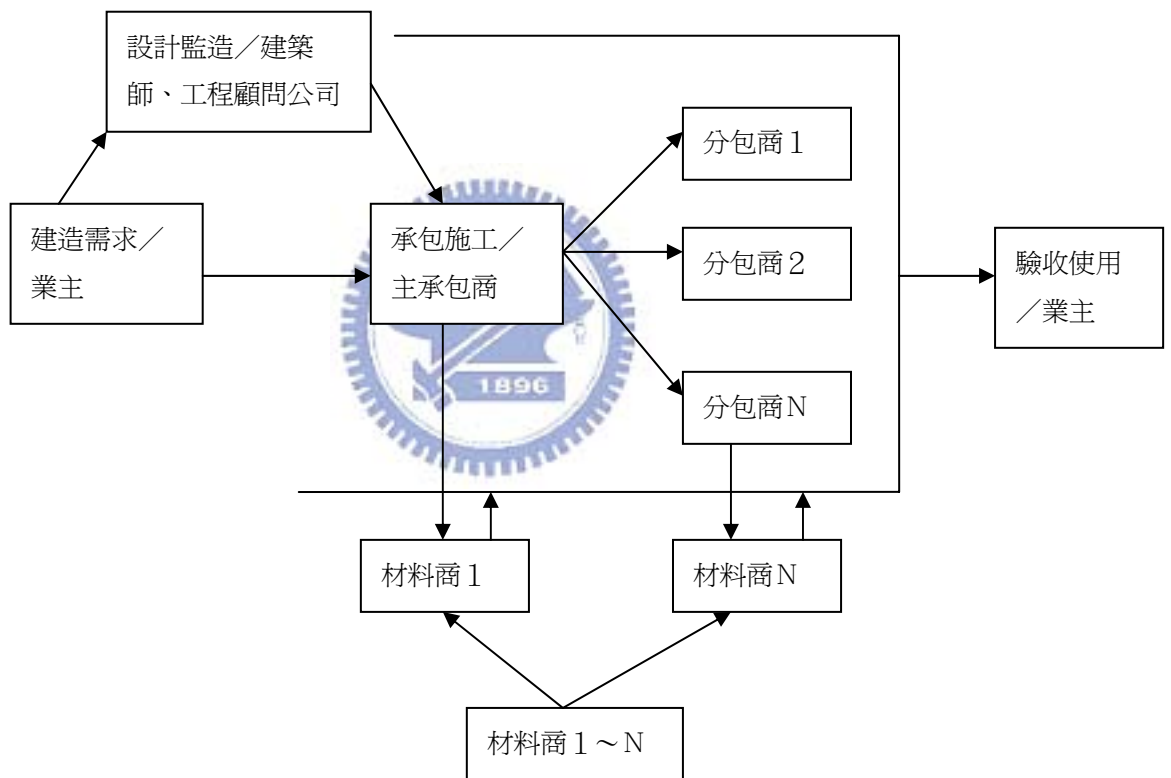 設計監造／建築
師、工程顧問公司
建造需求／
業主
承包施工／
主承包商
分包商１
分包商２
分包商Ｎ
驗收使用
／業主
1896
材料商１
材料商Ｎ
材料商１～Ｎ